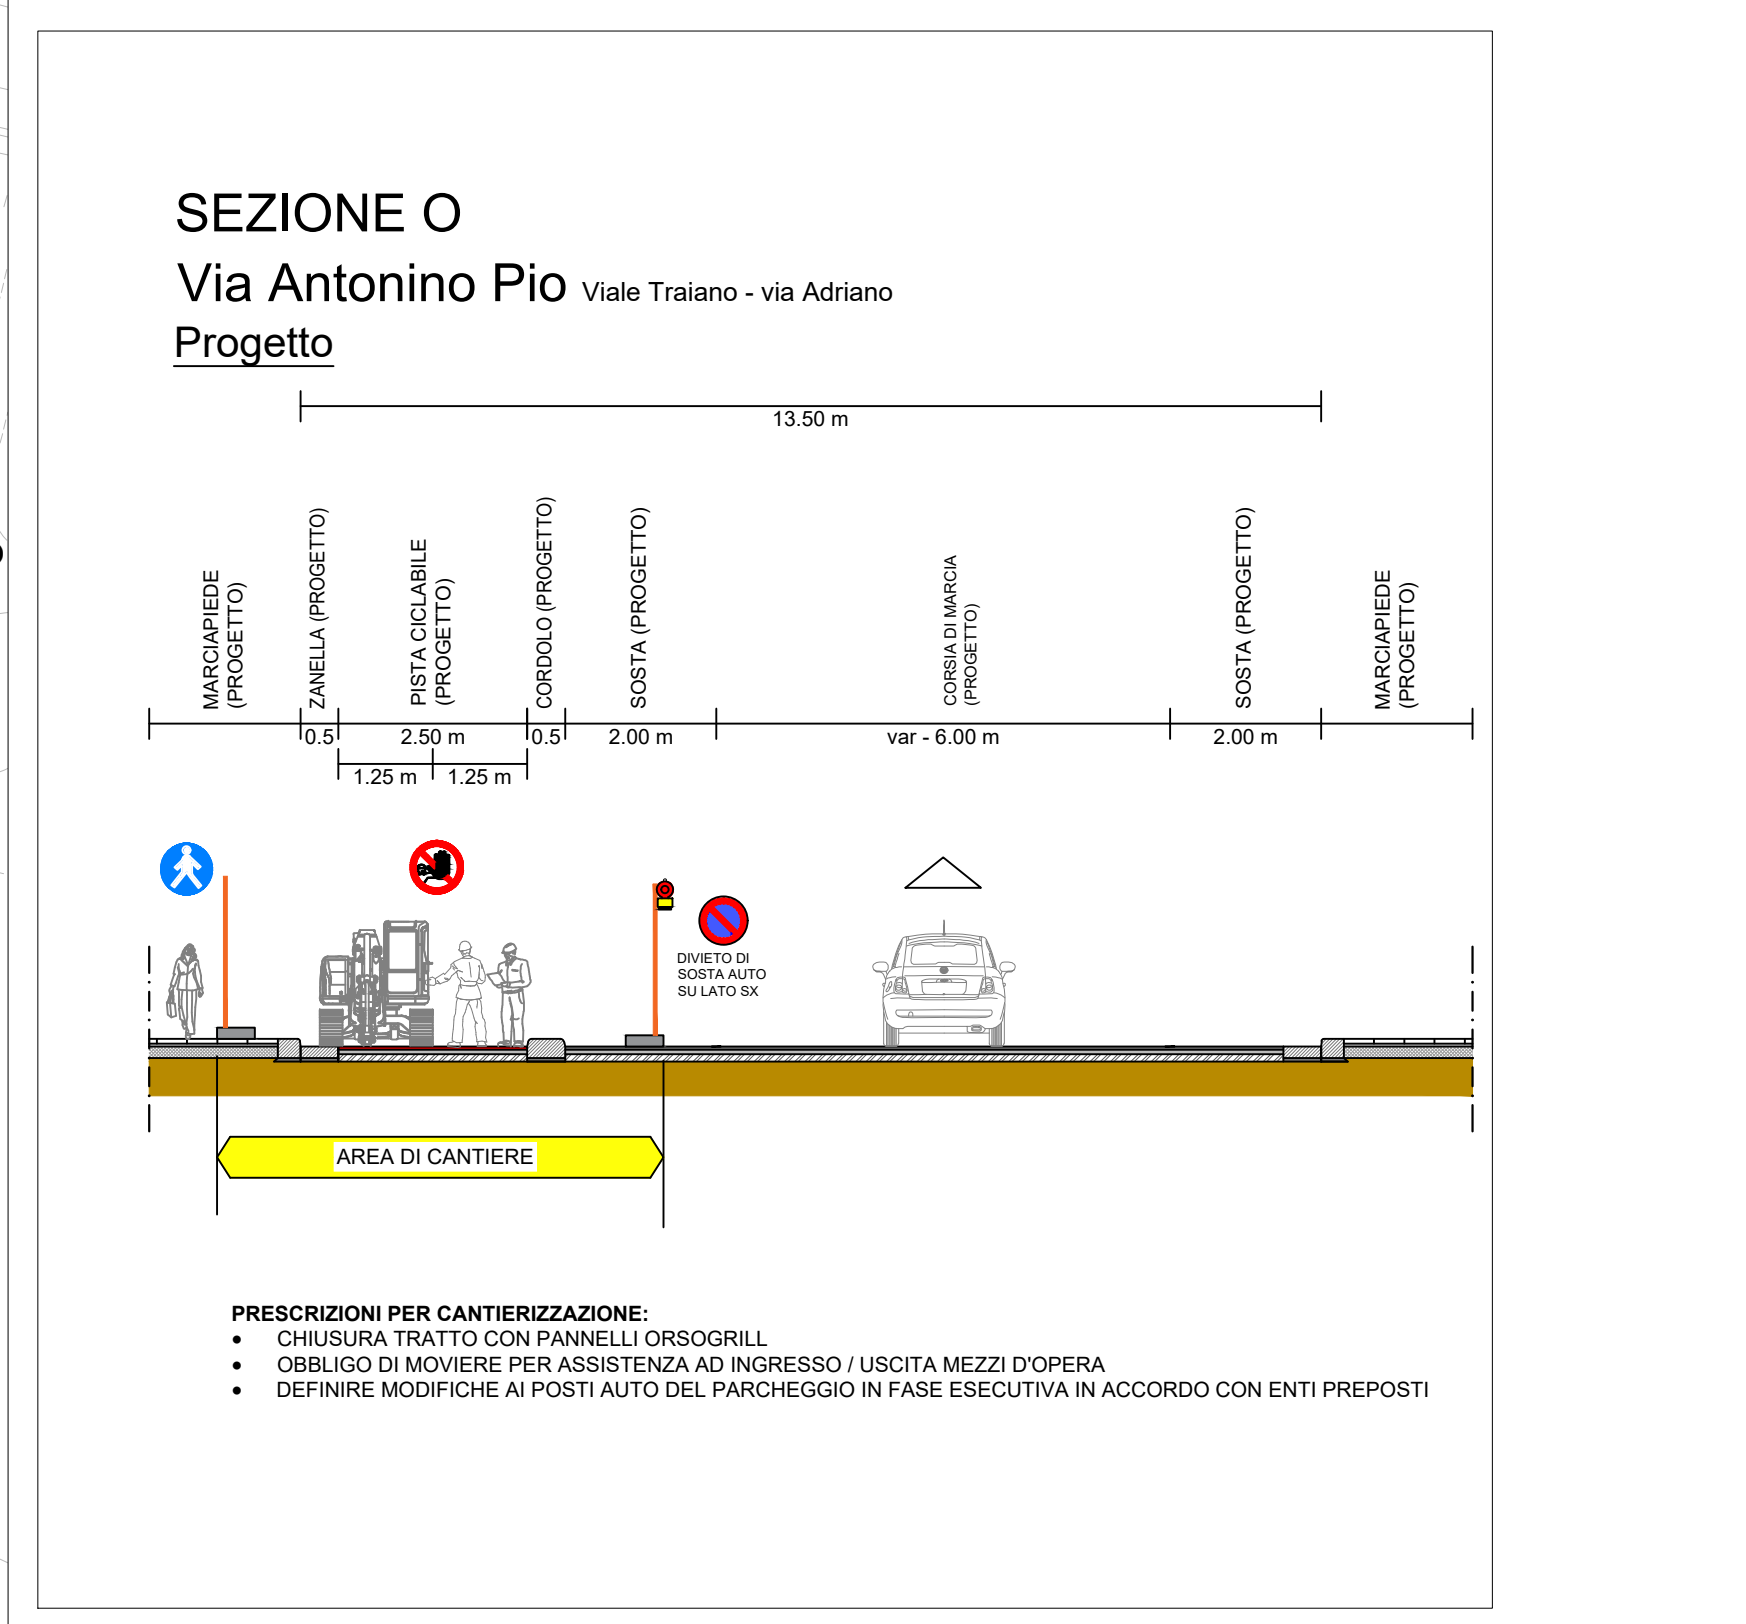 SEZIONE O
Via Antonino Pio Viale Traiano - via Adriano
Progetto
13.50 m
MARCIAPIEDE
(PROGETTO)
ZANELLA (PROGETTO)
PISTA CICLABILE
(PROGETTO)
CORDOLO (PROGETTO)
SOSTA (PROGETTO)
CORSIA DI MARCIA
(PROGETTO)
SOSTA (PROGETTO)
MARCIAPIEDE
(PROGETTO)
0.5
2.50 m
0.5
2.00 m
var - 6.00 m
2.00 m
1.25 m
1.25 m
DIVIETO DI
SOSTA AUTO
SU LATO SX
AREA DI CANTIERE
PRESCRIZIONI PER CANTIERIZZAZIONE:
• CHIUSURA TRATTO CON PANNELLI ORSOGRILL
• OBBLIGO DI MOVIERE PER ASSISTENZA AD INGRESSO / USCITA MEZZI D'OPERA
• DEFINIRE MODIFICHE AI POSTI AUTO DEL PARCHEGGIO IN FASE ESECUTIVA IN ACCORDO CON ENTI PREPOSTI